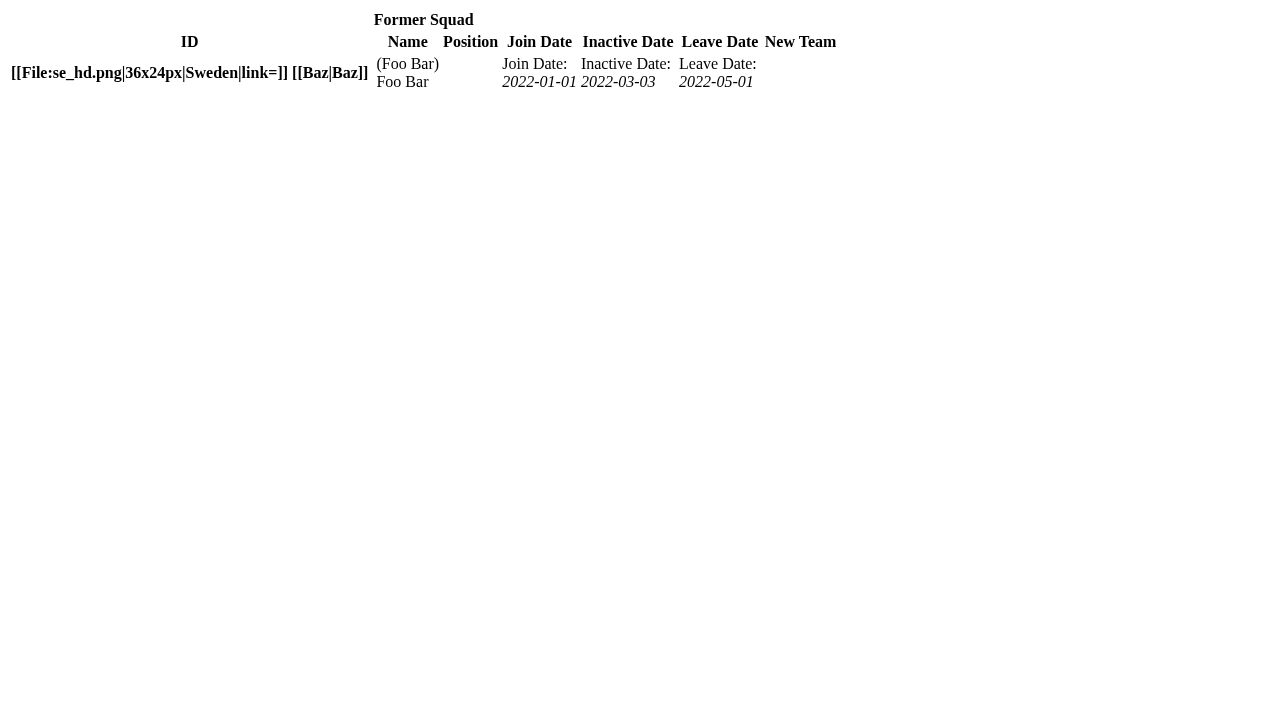 Former Squad
ID Name Position Join Date Inactive Date Leave Date New Team
[[File:se_hd.png|36x24px|Sweden|link=]] [[Baz|Baz]] (Foo Bar) Join Date: Inactive Date: Leave Date:
Foo Bar 2022-01-01 2022-03-03 2022-05-01